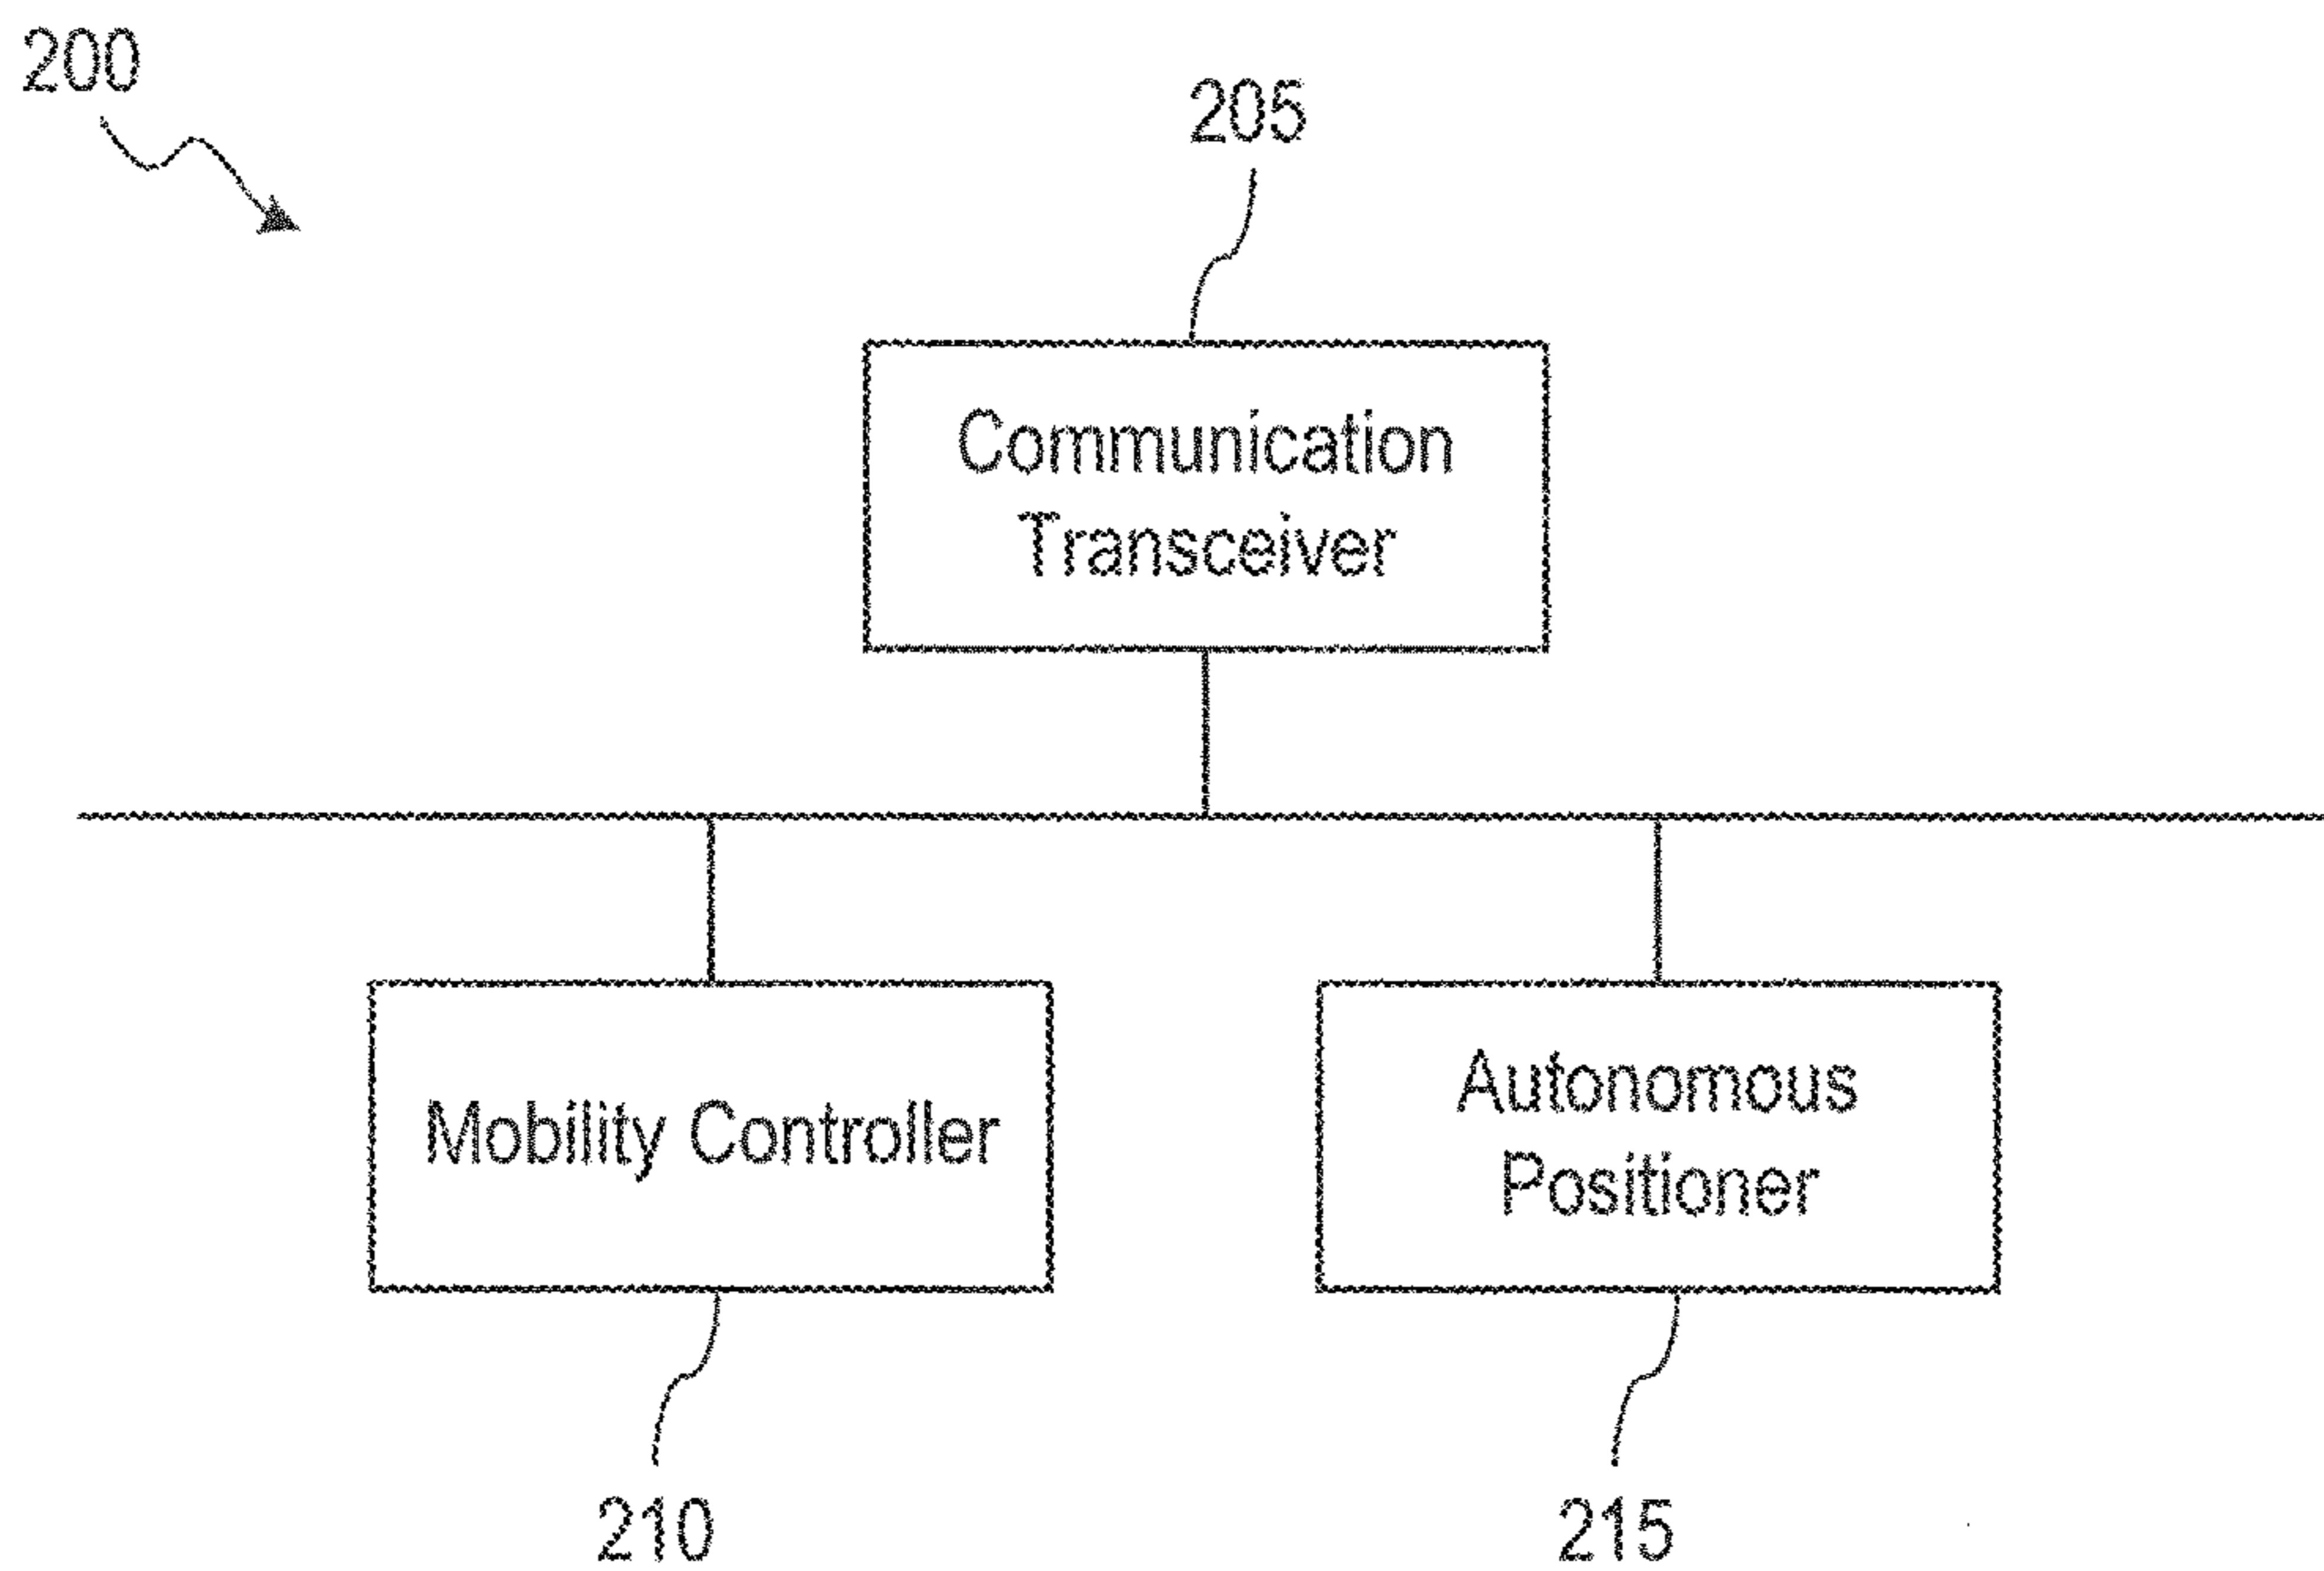 200
205
Communication
Transceiver
Mobility Controller
Autonomous
Positioner
210
215